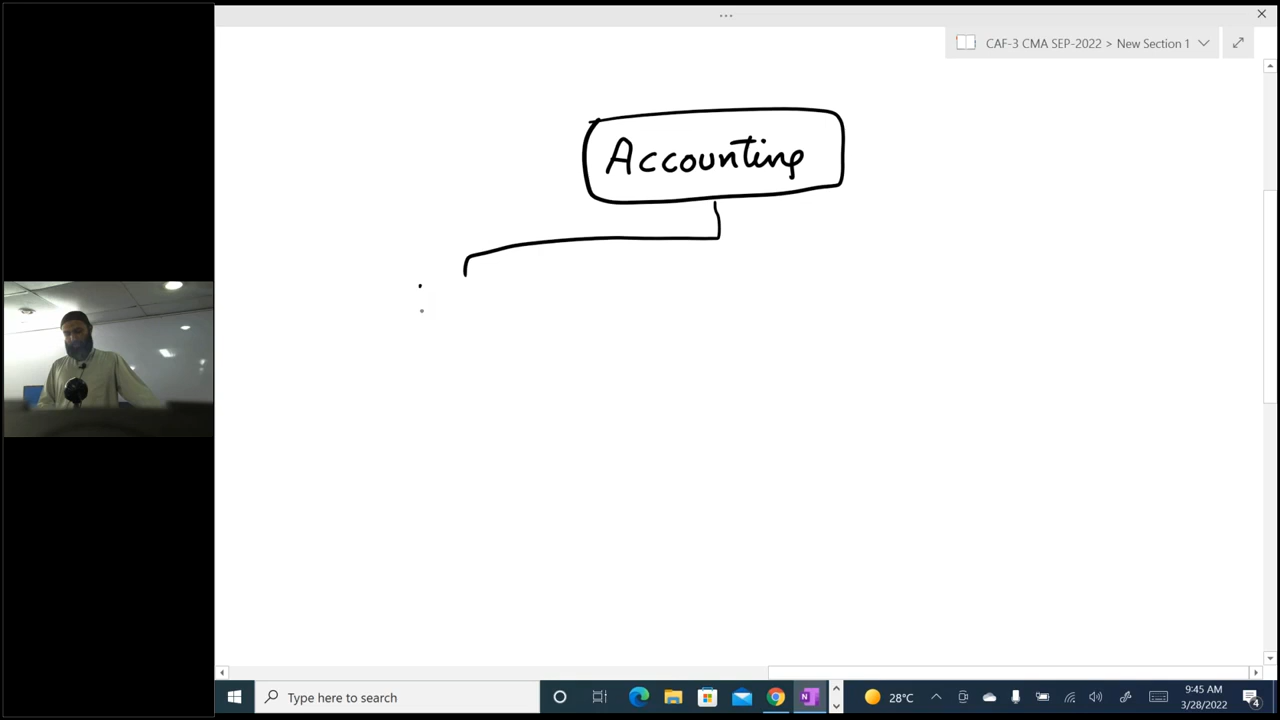 CAF-3 CMA SEP-2022 > New Section 1
Accounting
Type here to search
28°C
9:45 AM
3/28/2022
4